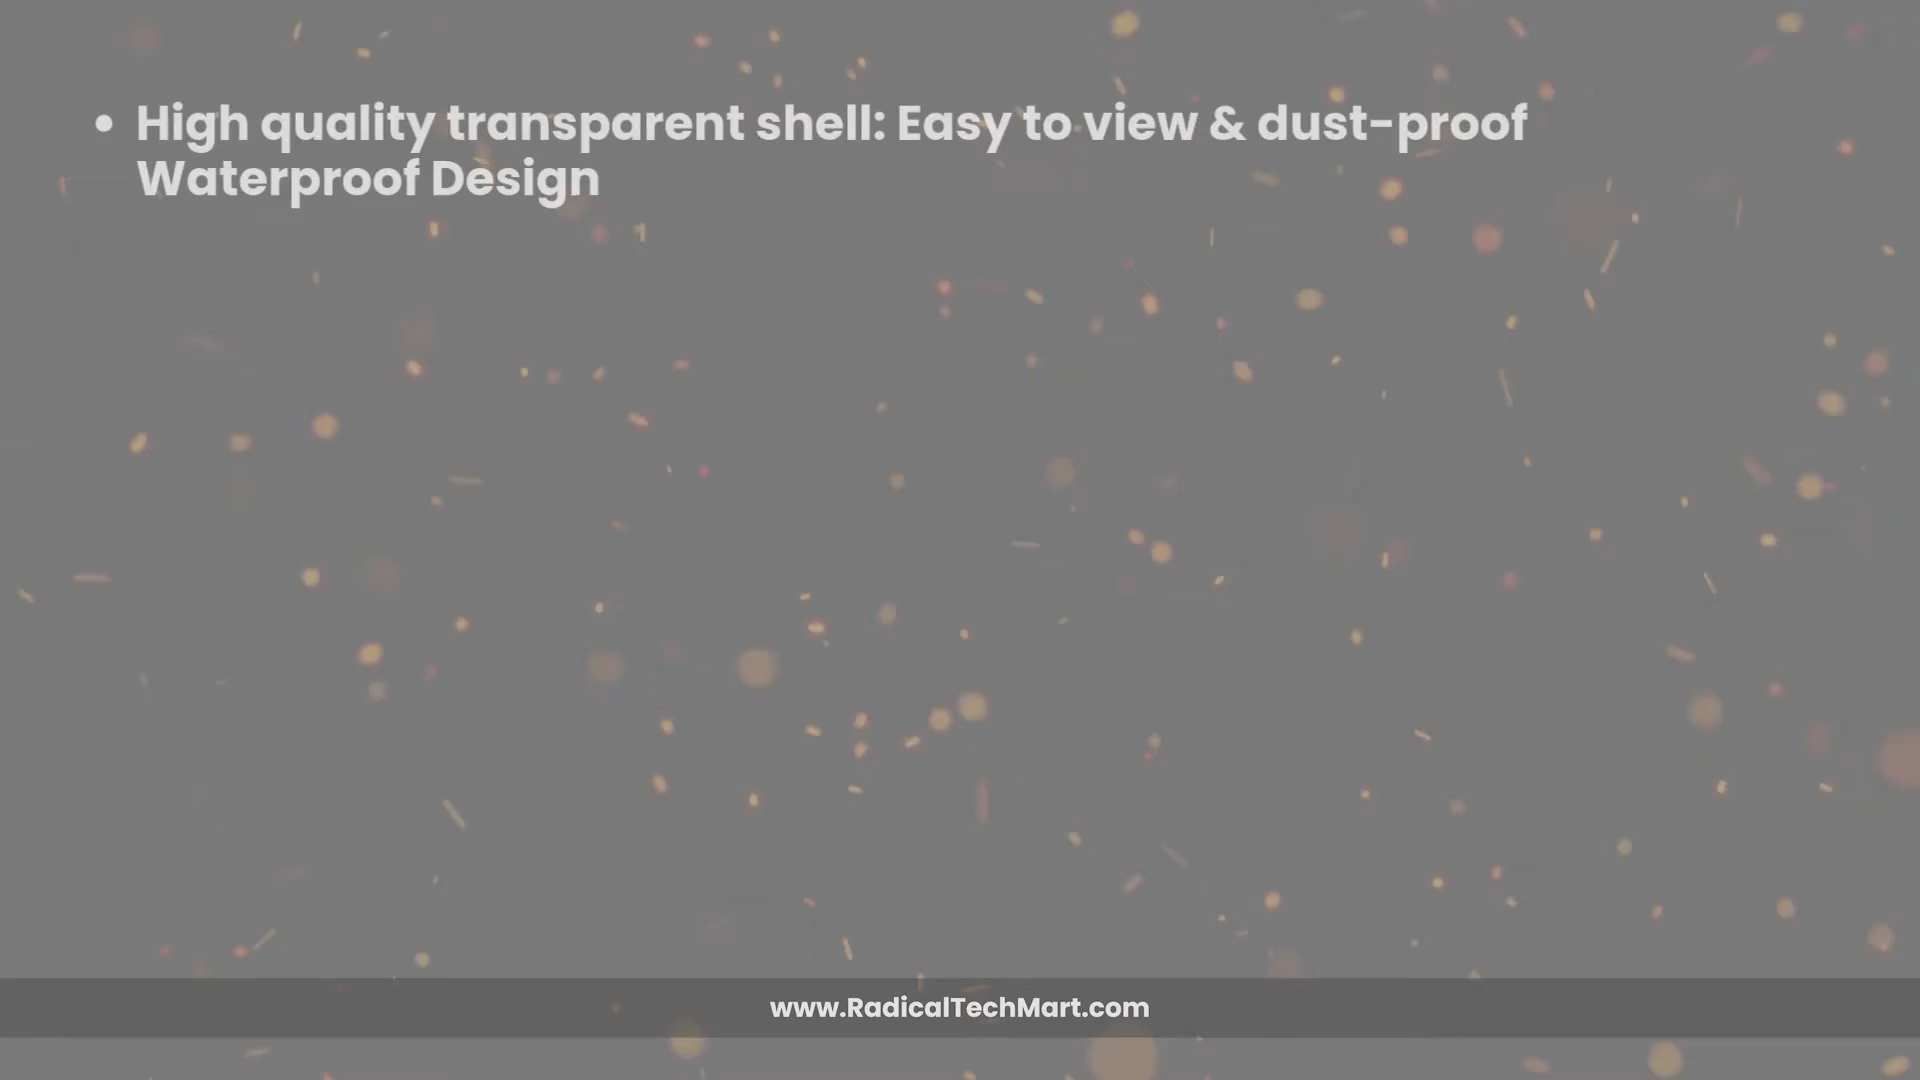 • High quality transparent shell: Easy to view & dust-proof
Waterproof Design
www.RadicalTechMart.com